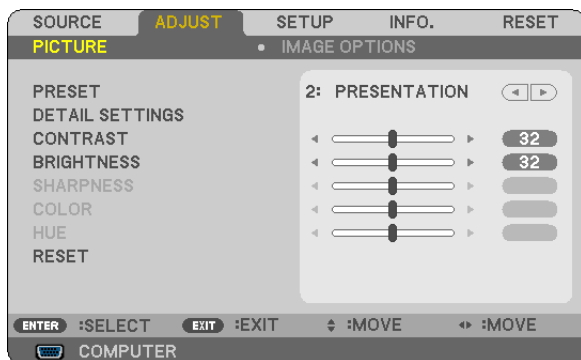 SOURCE ADJUST SETUP INFO. RESET
PICTURE ● IMAGE OPTIONS
PRESET 2: PRESENTATION
DETAIL SETTINGS
CONTRAST 32
BRIGHTNESS 32
SHARPNESS
COLOR
HUE
RESET
ENTER :SELECT EXIT :EXIT :MOVE :MOVE
COMPUTER